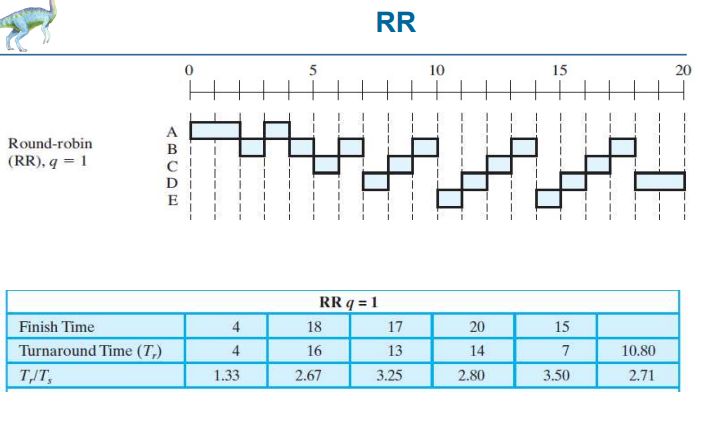 RR
0 5 10 15 20
Round-robin
(RR), q = 1
A
B
C
D
E
RR q = 1
Finish Time 4 18 17 20 15
Turnaround Time (Tr) 4 16 13 14 7 10.80
Tr/Ts 1.33 2.67 3.25 2.80 3.50 2.71